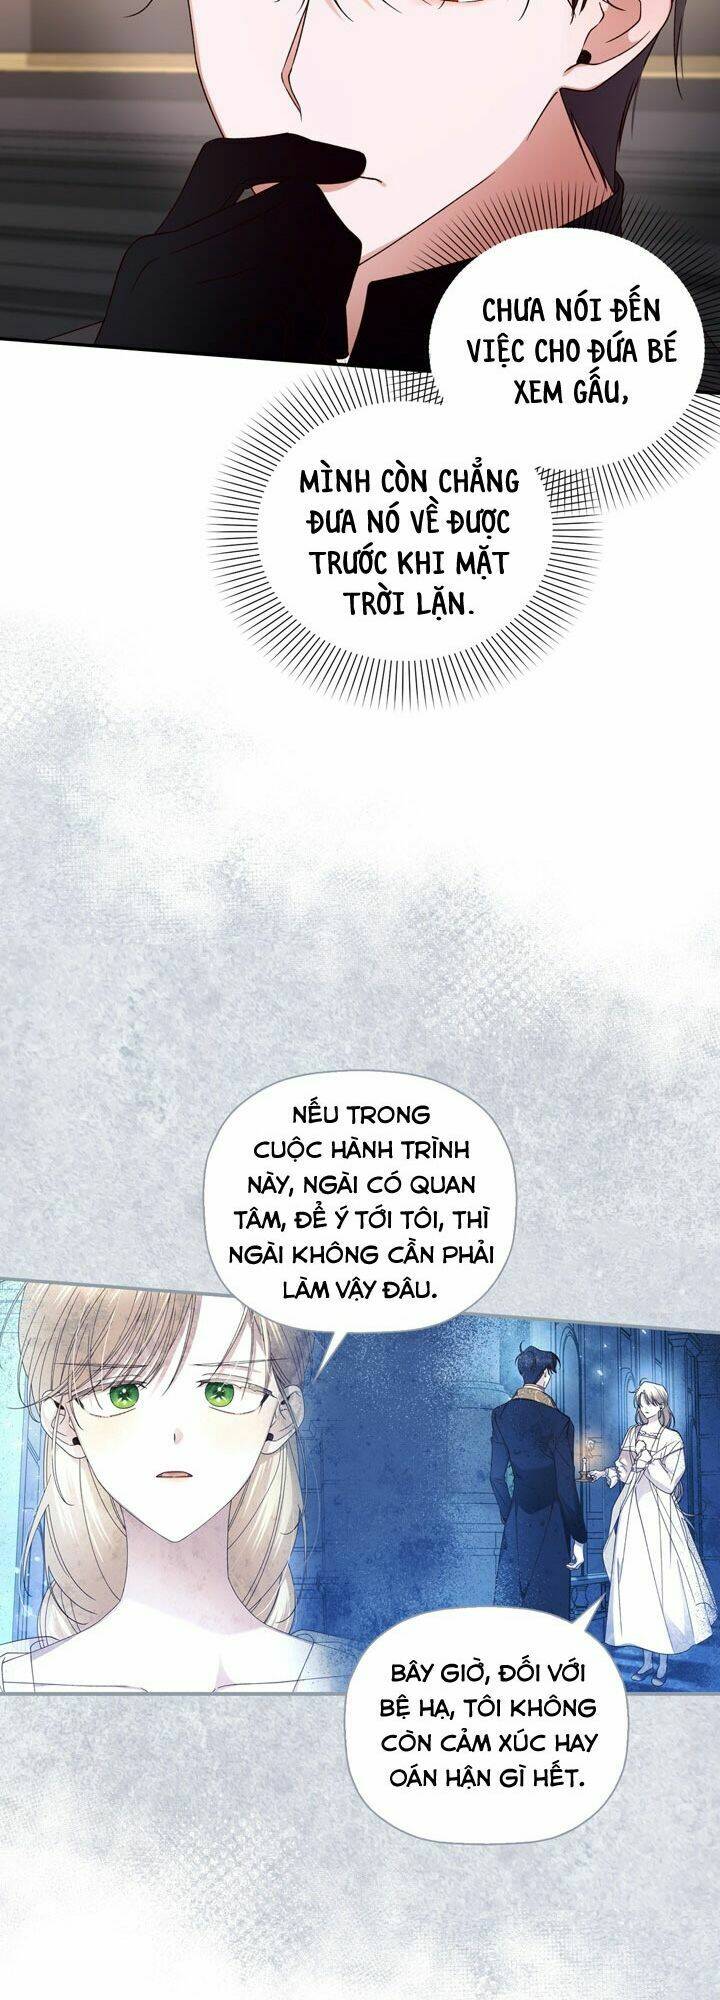 CHƯA NÓI ĐẾN
VIỆC CHO ĐỨA BÉ
XEM GẤU,
MÌNH CÒN CHẲNG
ĐƯA NÓ VỀ ĐƯỢC
TRƯỚC KHI MẶT
TRỜI LẶN.
NẾU TRONG
CUỘC HÀNH TRÌNH
NÀY, NGÀI CÓ QUAN
TÂM, ĐỂ Ý TỚI TÔI, THÌ
NGÀI KHÔNG CẦN PHẢI
LÀM VẬY ĐÂU.
BÂY GIỜ, ĐỐI VỚI
BỆ HẠ, TÔI KHÔNG
CÒN CẢM XÚC HAY
OÁN HẬN GÌ HẾT.